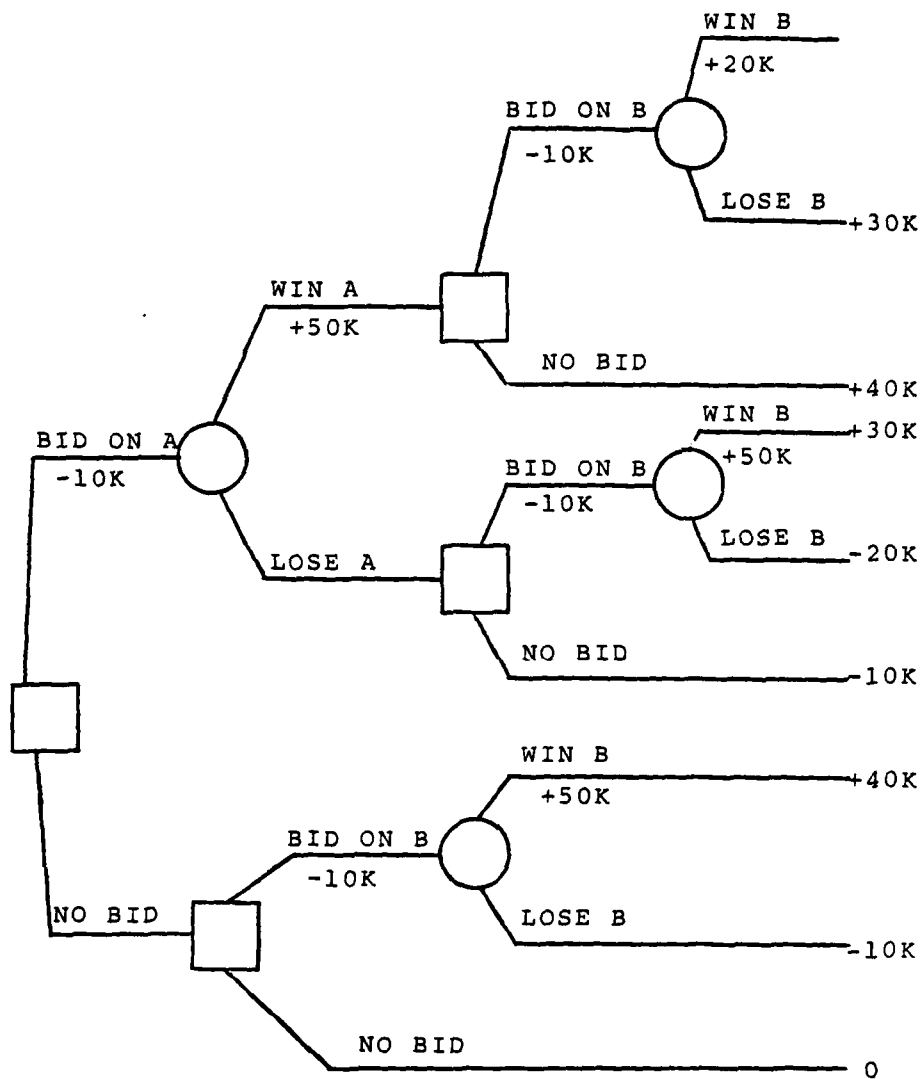 WIN B
+20K
BID ON B
-10K
LOSE B
+30K
WIN A
+50K
NO BID
+40K
WIN B
+30K
+50K
BID ON A
-10K
BID ON B
-10K
LOSE B
-20K
LOSE A
NO BID
-10K
WIN B
+40K
+50K
BID ON B
-10K
LOSE B
NO BID
-10K
NO BID
0